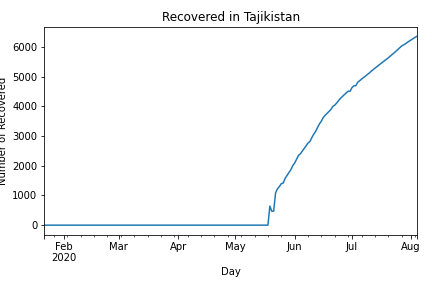 Recovered in Tajikistan
Number of Recovered
6000
5000
4000
3000
2000
1000
0
Feb
2020
Mar
Apr
May
Jun
Jul
Aug
Day